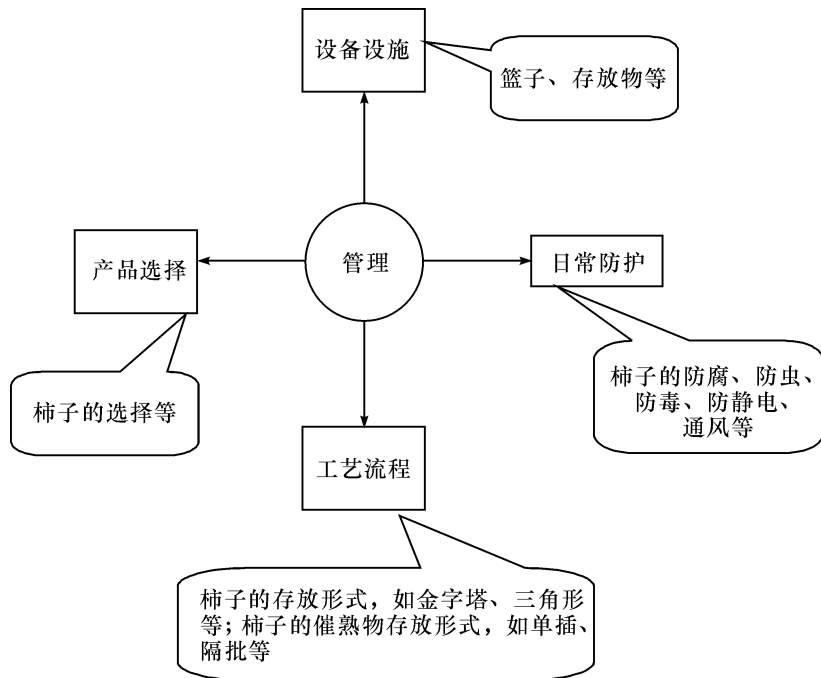 设备设施
篮子、存放物等
产品选择
管理
日常防护
柿子的选择等
柿子的防腐、防虫、
防毒、防静电、
通风等
工艺流程
柿子的存放形式，如金字塔、三角形
等；柿子的催熟物存放形式，如单插、
隔批等